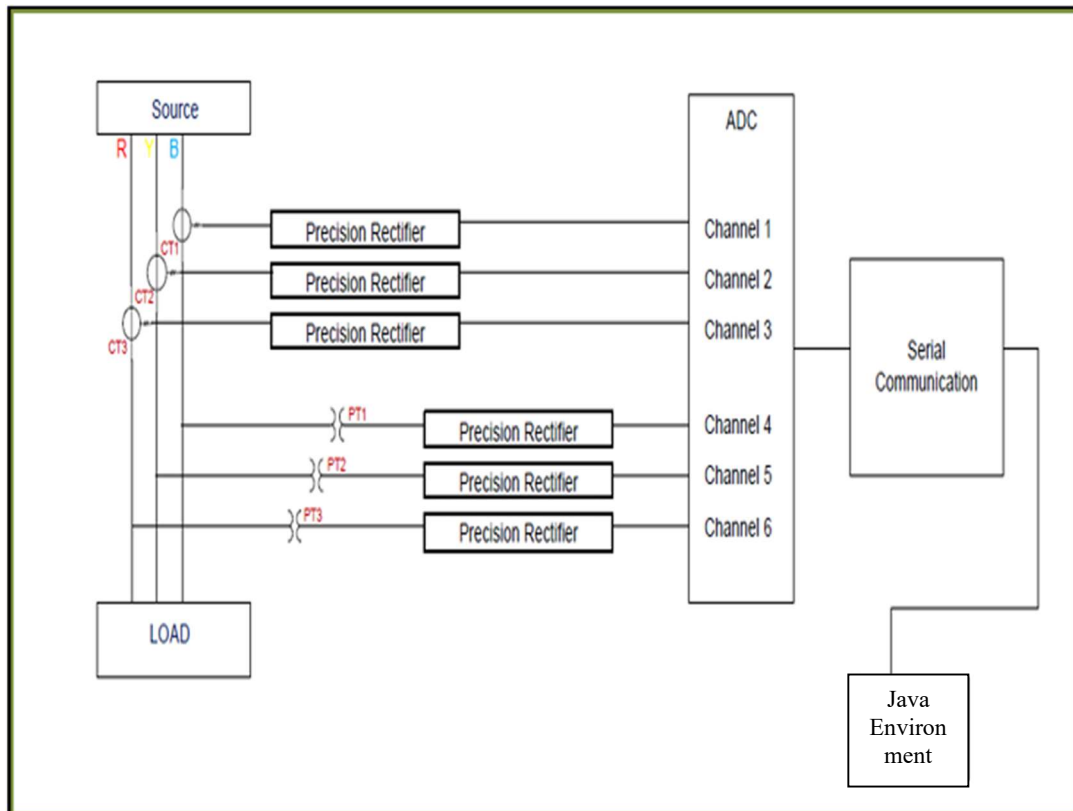 Source
ADC
R Y B
Precision Rectifier
Channel 1
CT1
Precision Rectifier
Channel 2
CT2
Precision Rectifier
Channel 3
CT3
Serial
Communication
PT1
Precision Rectifier
Channel 4
PT2
Precision Rectifier
Channel 5
PT3
Precision Rectifier
Channel 6
LOAD
Java
Environ
ment